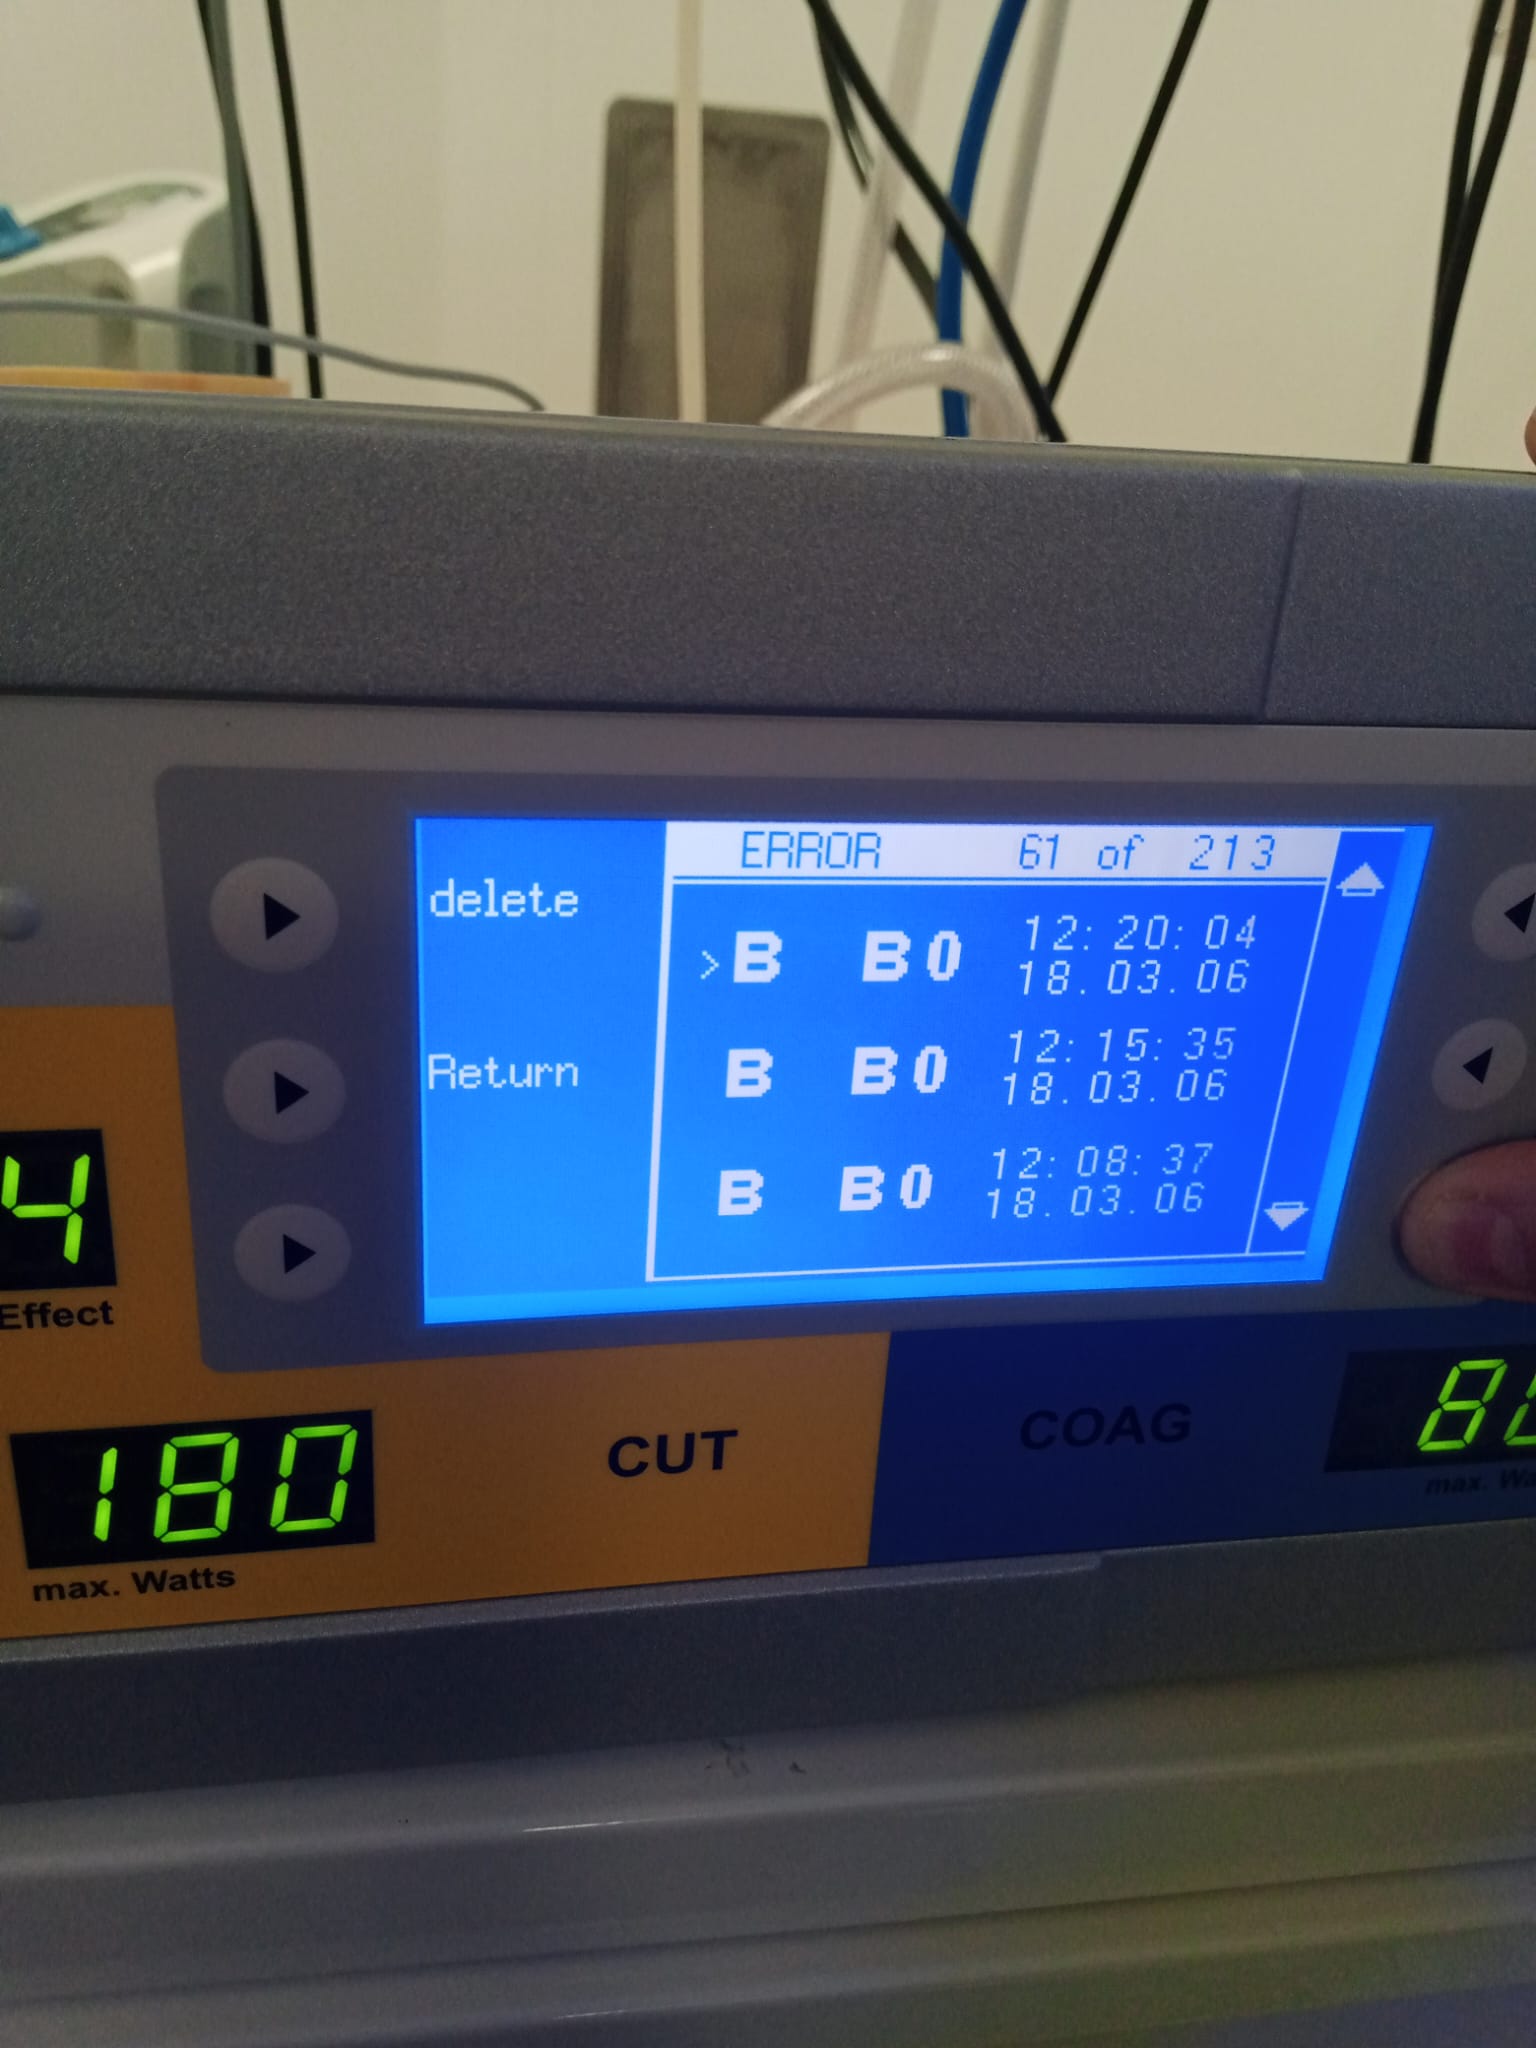 ERROR 61 of 213
delete
>B B0 12:20:04
18.03.06
Return
B B0 12:15:35
18.03.06
B B0 12:08:37
18.03.06
4
Effect
180
max. Watts
CUT
COAG
max.